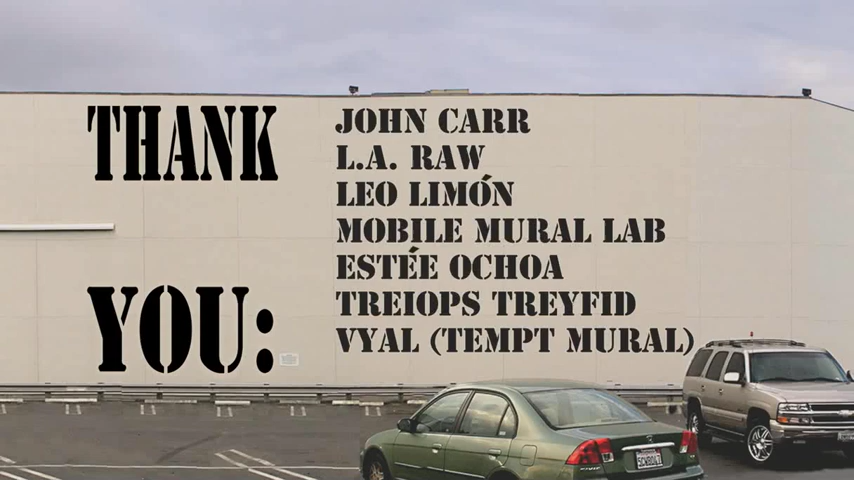 THANK
YOU:
JOHN CARR
L.A. RAW
LEO LIMÓN
MOBILE MURAL LAB
ESTÉE OCHOA
TREIOPS TREYFID
VYAL (TEMPT MURAL)